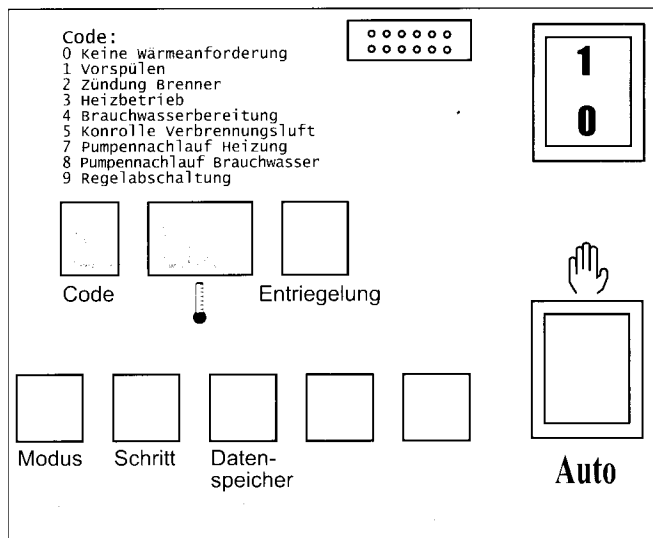 Code:
0 Keine Wärmeanforderung
1 Vorspülen
2 Zündung Brenner
3 Heizbetrieb
4 Brauchwasserbereitung
5 Konrolle Verbrennungsluft
7 Pumpennachlauf Heizung
8 Pumpennachlauf Brauchwasser
9 Regelabschaltung
1
0
Code
Entriegelung
Modus
Schritt
Daten-
speicher
Auto